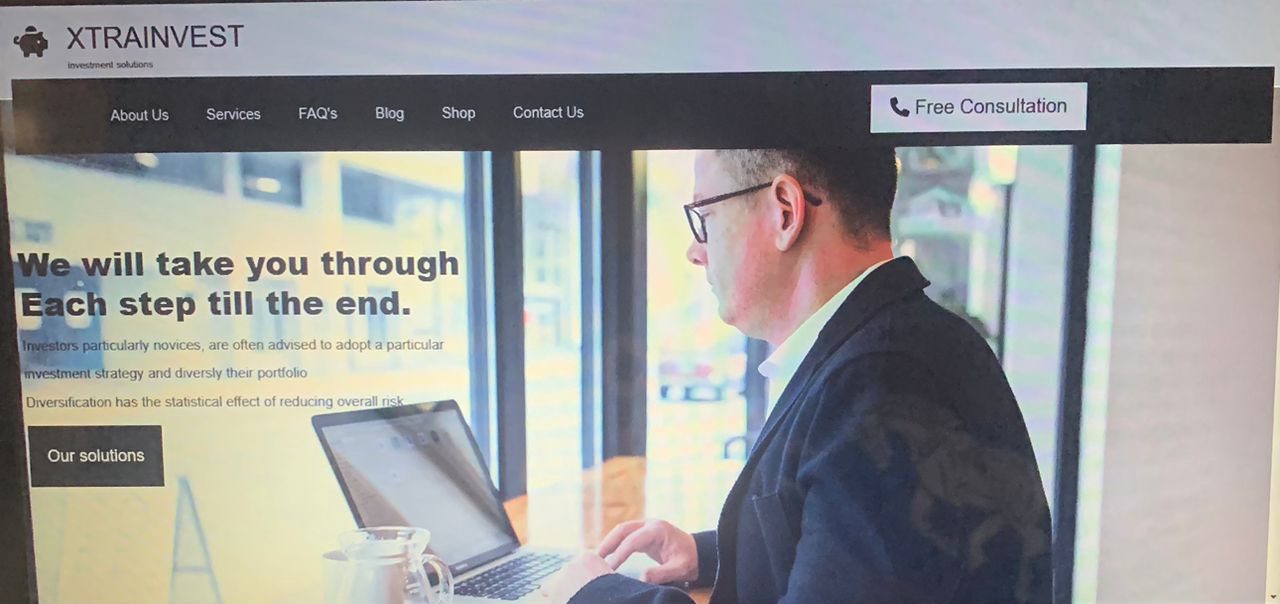 XTRAINVEST
investment solutions
About Us Services FAQ's Blog Shop Contact Us Free Consultation
We will take you through
Each step till the end.
Investors particularly novices, are often advised to adopt a particular
investment strategy and diversly their portfolio
Diversification has the statistical effect of reducing overall risk
Our solutions